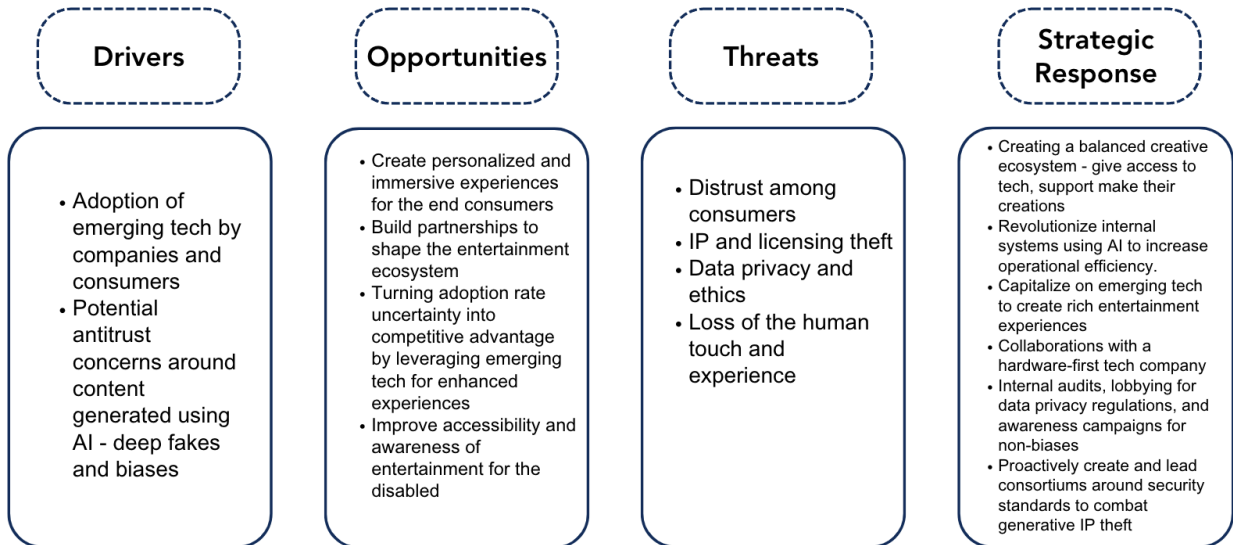 Drivers
Opportunities
Threats
Strategic
Response
• Adoption of
emerging tech by
companies and
consumers
• Potential
antitrust
concerns around
content
generated using
AI - deep fakes
and biases
• Create personalized and
immersive experiences
for the end consumers
• Build partnerships to
shape the entertainment
ecosystem
• Turning adoption rate
uncertainty into
competitive advantage
by leveraging emerging
tech for enhanced
experiences
• Improve accessibility and
awareness of
entertainment for the
disabled
• Distrust among
consumers
• IP and licensing theft
• Data privacy and
ethics
• Loss of the human
touch and
experience
• Creating a balanced creative
ecosystem - give access to
tech, support make their
creations
• Revolutionize internal
systems using AI to increase
operational efficiency.
• Capitalize on emerging tech
to create rich entertainment
experiences
• Collaborations with a
hardware-first tech company
• Internal audits, lobbying for
data privacy regulations, and
awareness campaigns for
non-biases
• Proactively create and lead
consortiums around security
standards to combat
generative IP theft